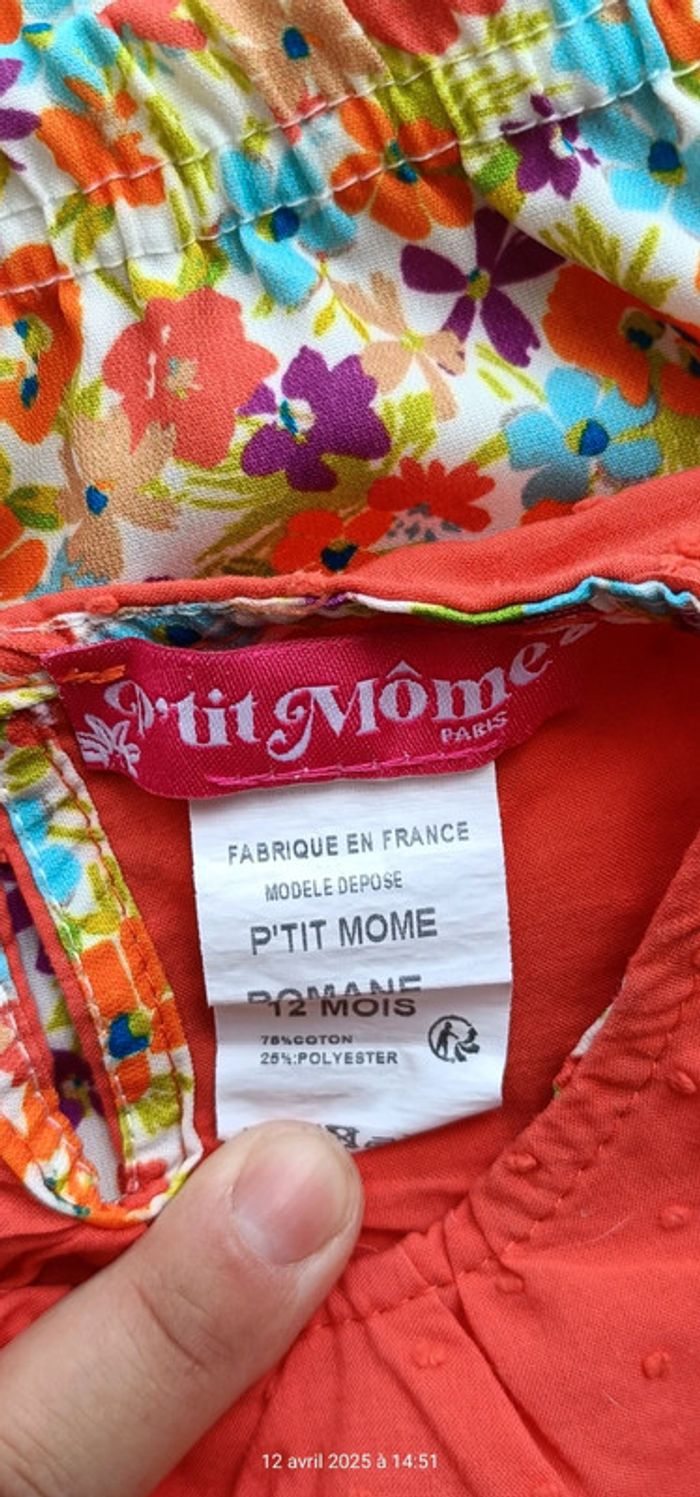 P'tit Môme
PARIS
FABRIQUE EN FRANCE
MODELE DEPOSE
P'TIT MOME
ROMANE
12 MOIS
75%COTON
25%:POLYESTER
12 avril 2025 à 14:51